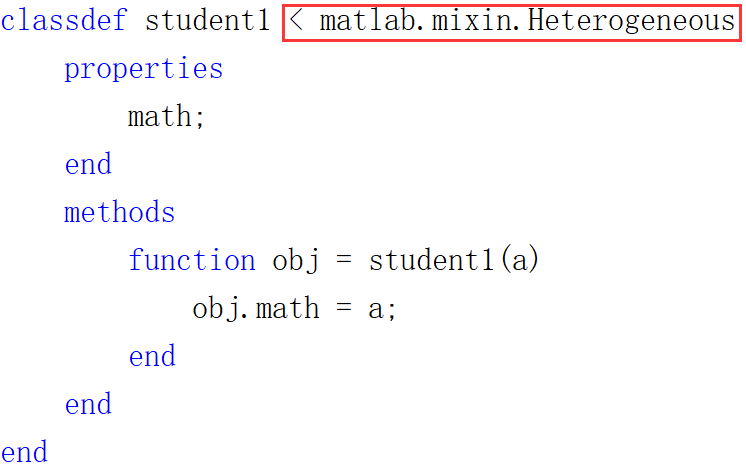 classdef student1 < matlab.mixin.Heterogeneous
    properties
        math;
    end
    methods
        function obj = student1(a)
            obj.math = a;
        end
    end
end